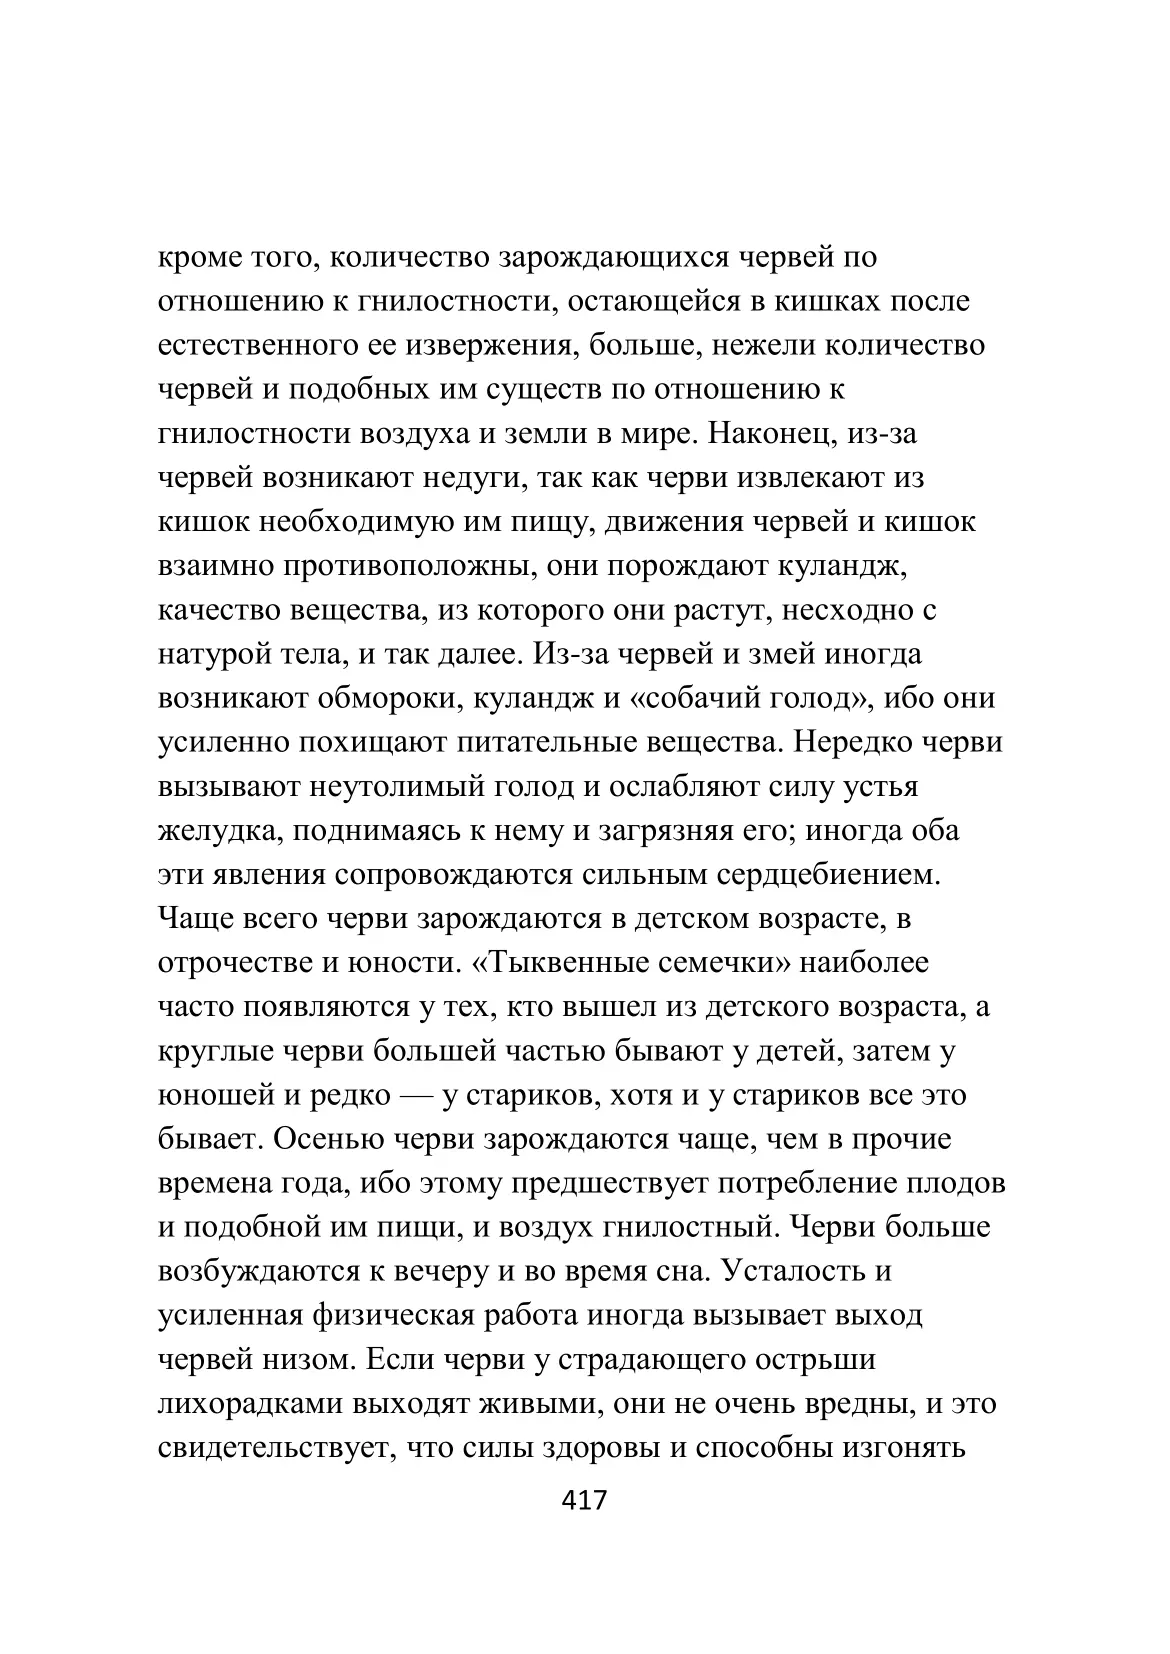 кроме того, количество зарождающихся червей по
отношению к гнилостности, остающейся в кишках после
естественного ее извержения, больше, нежели количество
червей и подобных им существ по отношению к
гнилостности воздуха и земли в мире. Наконец, из-за
червей возникают недуги, так как черви извлекают из
кишок необходимую им пищу, движения червей и кишок
взаимно противоположны, они порождают куландж,
качество вещества, из которого они растут, несходно с
натурой тела, и так далее. Из-за червей и змей иногда
возникают обмороки, куландж и «собачий голод», ибо они
усиленно похищают питательные вещества. Нередко черви
вызывают неутолимый голод и ослабляют силу устья
желудка, поднимаясь к нему и загрязняя его; иногда оба
эти явления сопровождаются сильным сердцебиением.
Чаще всего черви зарождаются в детском возрасте, в
отрочестве и юности. «Тыквенные семечки» наиболее
часто появляются у тех, кто вышел из детского возраста, а
круглые черви большей частью бывают у детей, затем у
юношей и редко — у стариков, хотя и у стариков все это
бывает. Осенью черви зарождаются чаще, чем в прочие
времена года, ибо этому предшествует потребление плодов
и подобной им пищи, и воздух гнилостный. Черви больше
возбуждаются к вечеру и во время сна. Усталость и
усиленная физическая работа иногда вызывает выход
червей низом. Если черви у страдающего острьши
лихорадками выходят живыми, они не очень вредны, и это
свидетельствует, что силы здоровы и способны изгонять
417